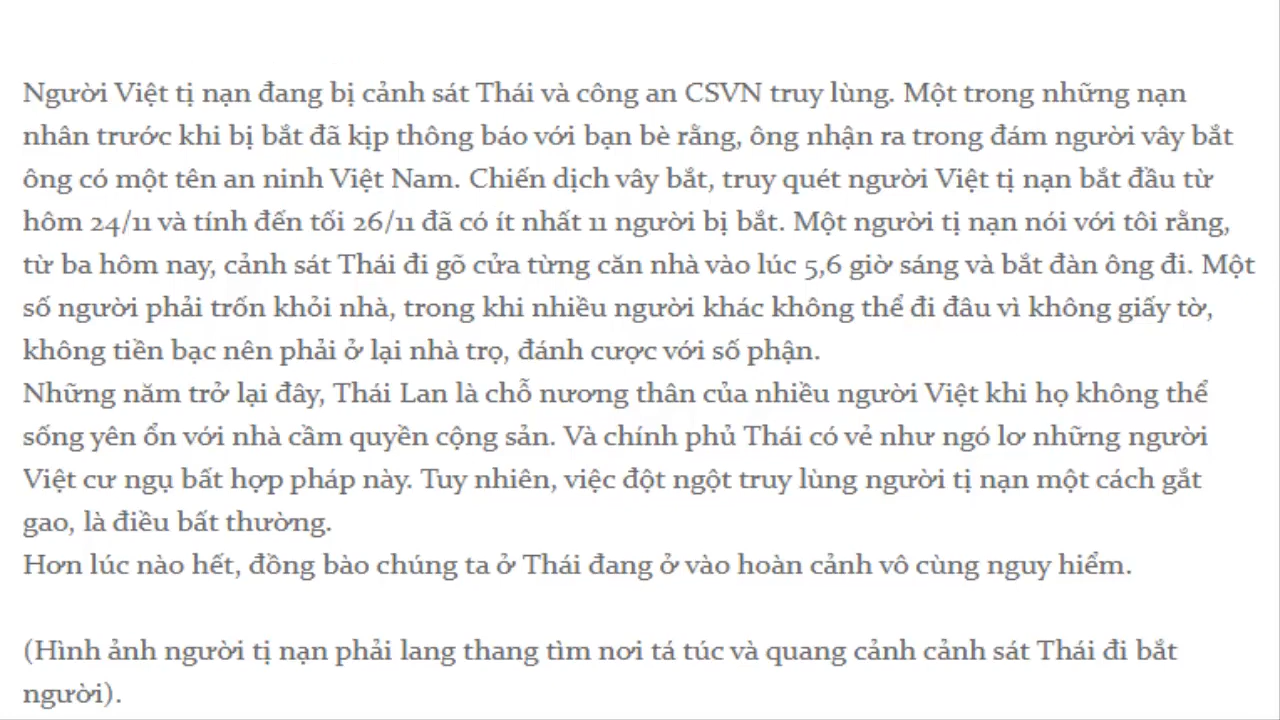 Người Việt tị nạn đang bị cảnh sát Thái và công an CSVN truy lùng. Một trong những nạn
nhân trước khi bị bắt đã kịp thông báo với bạn bè rằng, ông nhận ra trong đám người vây bắt
ông có một tên an ninh Việt Nam. Chiến dịch vây bắt, truy quét người Việt tị nạn bắt đầu từ
hôm 24/11 và tính đến tối 26/11 đã có ít nhất 11 người bị bắt. Một người tị nạn nói với tôi rằng,
từ ba hôm nay, cảnh sát Thái đi gõ cửa từng căn nhà vào lúc 5,6 giờ sáng và bắt đàn ông đi. Một
số người phải trốn khỏi nhà, trong khi nhiều người khác không thể đi đâu vì không giấy tờ,
không tiền bạc nên phải ở lại nhà trọ, đánh cược với số phận.
Những năm trở lại đây, Thái Lan là chỗ nương thân của nhiều người Việt khi họ không thể
sống yên ổn với nhà cầm quyền cộng sản. Và chính phủ Thái có vẻ như ngó lơ những người
Việt cư ngụ bất hợp pháp này. Tuy nhiên, việc đột ngột truy lùng người tị nạn một cách gắt
gao, là điều bất thường.
Hơn lúc nào hết, đồng bào chúng ta ở Thái đang ở vào hoàn cảnh vô cùng nguy hiểm.
(Hình ảnh người tị nạn phải lang thang tìm nơi tá túc và quang cảnh cảnh sát Thái đi bắt
người).